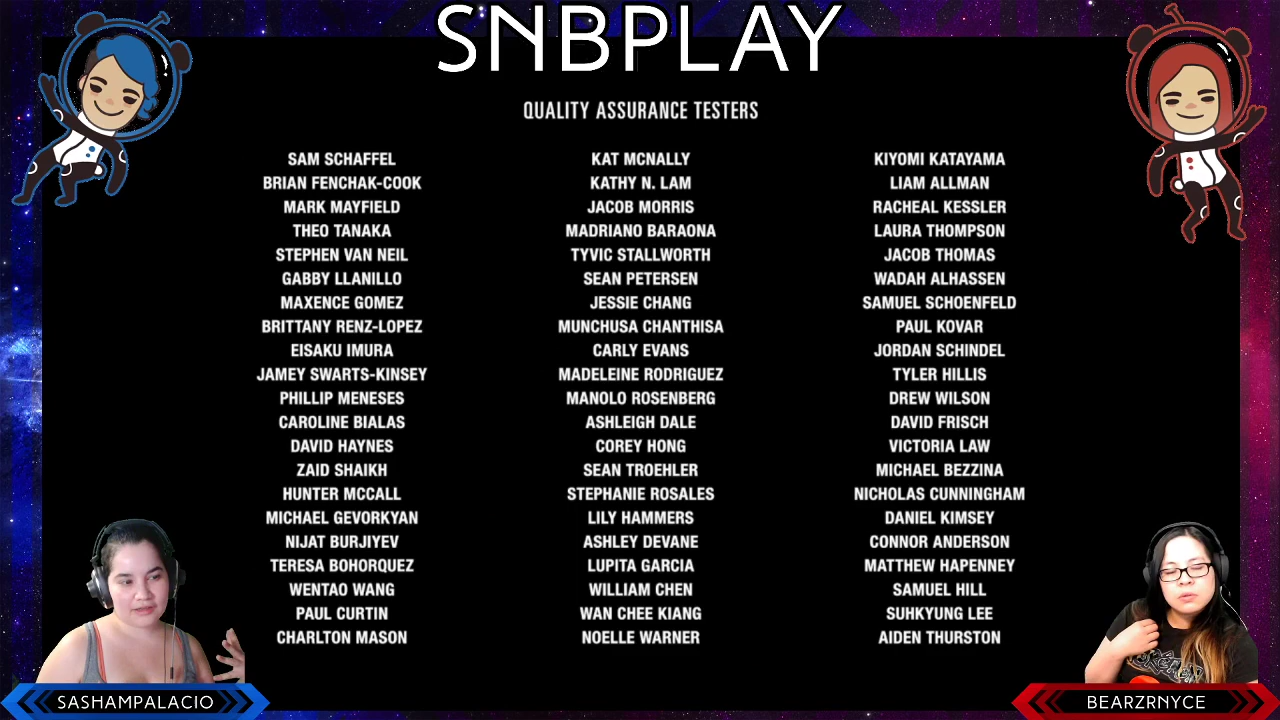 SNBPLAY
QUALITY ASSURANCE TESTERS
SAM SCHAFFEL
BRIAN FENCHAK-COOK
MARK MAYFIELD
THEO TANAKA
STEPHEN VAN NEIL
GABBY LLANILLO
MAXENCE GOMEZ
BRITTANY RENZ-LOPEZ
EISAKU IMURA
JAMEY SWARTS-KINSEY
PHILLIP MENESES
CAROLINE BIALAS
DAVID HAYNES
ZAID SHAIKH
HUNTER MCCALL
MICHAEL GEVORKYAN
NIJAT BURJIYEV
TERESA BOHORQUEZ
WENTAO WANG
PAUL CURTIN
CHARLTON MASON
KAT MCNALLY
KATHY N. LAM
JACOB MORRIS
MADRIANO BARAONA
TYVIC STALLWORTH
SEAN PETERSEN
JESSIE CHANG
MUNCHUSA CHANTHISA
CARLY EVANS
MADELEINE RODRIGUEZ
MANOLO ROSENBERG
ASHLEIGH DALE
COREY HONG
SEAN TROEHLER
STEPHANIE ROSALES
LILY HAMMERS
ASHLEY DEVANE
LUPITA GARCIA
WILLIAM CHEN
WAN CHEE KIANG
NOELLE WARNER
KIYOMI KATAYAMA
LIAM ALLMAN
RACHEAL KESSLER
LAURA THOMPSON
JACOB THOMAS
WADAH ALHASSEN
SAMUEL SCHOENFELD
PAUL KOVAR
JORDAN SCHINDEL
TYLER HILLIS
DREW WILSON
DAVID FRISCH
VICTORIA LAW
MICHAEL BEZZINA
NICHOLAS CUNNINGHAM
DANIEL KIMSEY
CONNOR ANDERSON
MATTHEW HAPENNEY
SAMUEL HILL
SUHKYUNG LEE
AIDEN THURSTON
SASHAMPALACIO
BEARZRNYCE